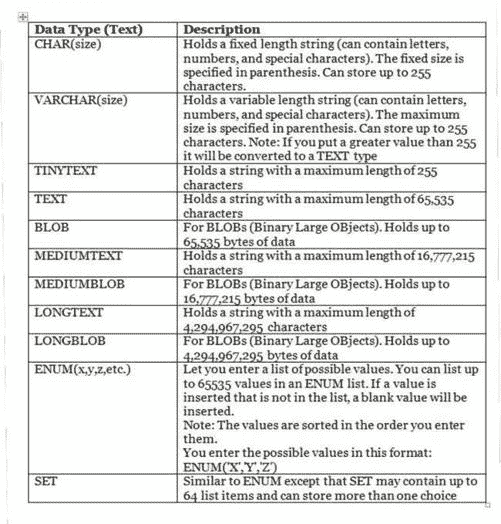 Data Type (Text) Description
CHAR(size) Holds a fixed length string (can contain letters,
numbers, and special characters). The fixed size is
specified in parenthesis. Can store up to 255
characters.
VARCHAR(size) Holds a variable length string (can contain letters,
numbers, and special characters). The maximum
size is specified in parenthesis. Can store up to 255
characters. Note: If you put a greater value than 255
it will be converted to a TEXT type
TINYTEXT Holds a string with a maximum length of 255
characters
TEXT Holds a string with a maximum length of 65,535
characters
BLOB For BLOBs (Binary Large OBjects). Holds up to
65,535 bytes of data
MEDIUMTEXT Holds a string with a maximum length of 16,777,215
characters
MEDIUMBLOB For BLOBs (Binary Large OBjects). Holds up to
16,777,215 bytes of data
LONGTEXT Holds a string with a maximum length of
4,294,967,295 characters
LONGBLOB For BLOBs (Binary Large OBjects). Holds up to
4,294,967,295 bytes of data
ENUM(x,y,z,etc.) Let you enter a list of possible values. You can list up
to 65535 values in an ENUM list. If a value is
inserted that is not in the list, a blank value will be
inserted.
Note: The values are sorted in the order you enter
them.
You enter the possible values in this format:
ENUM('X','Y','Z')
SET Similar to ENUM except that SET may contain up to
64 list items and can store more than one choice